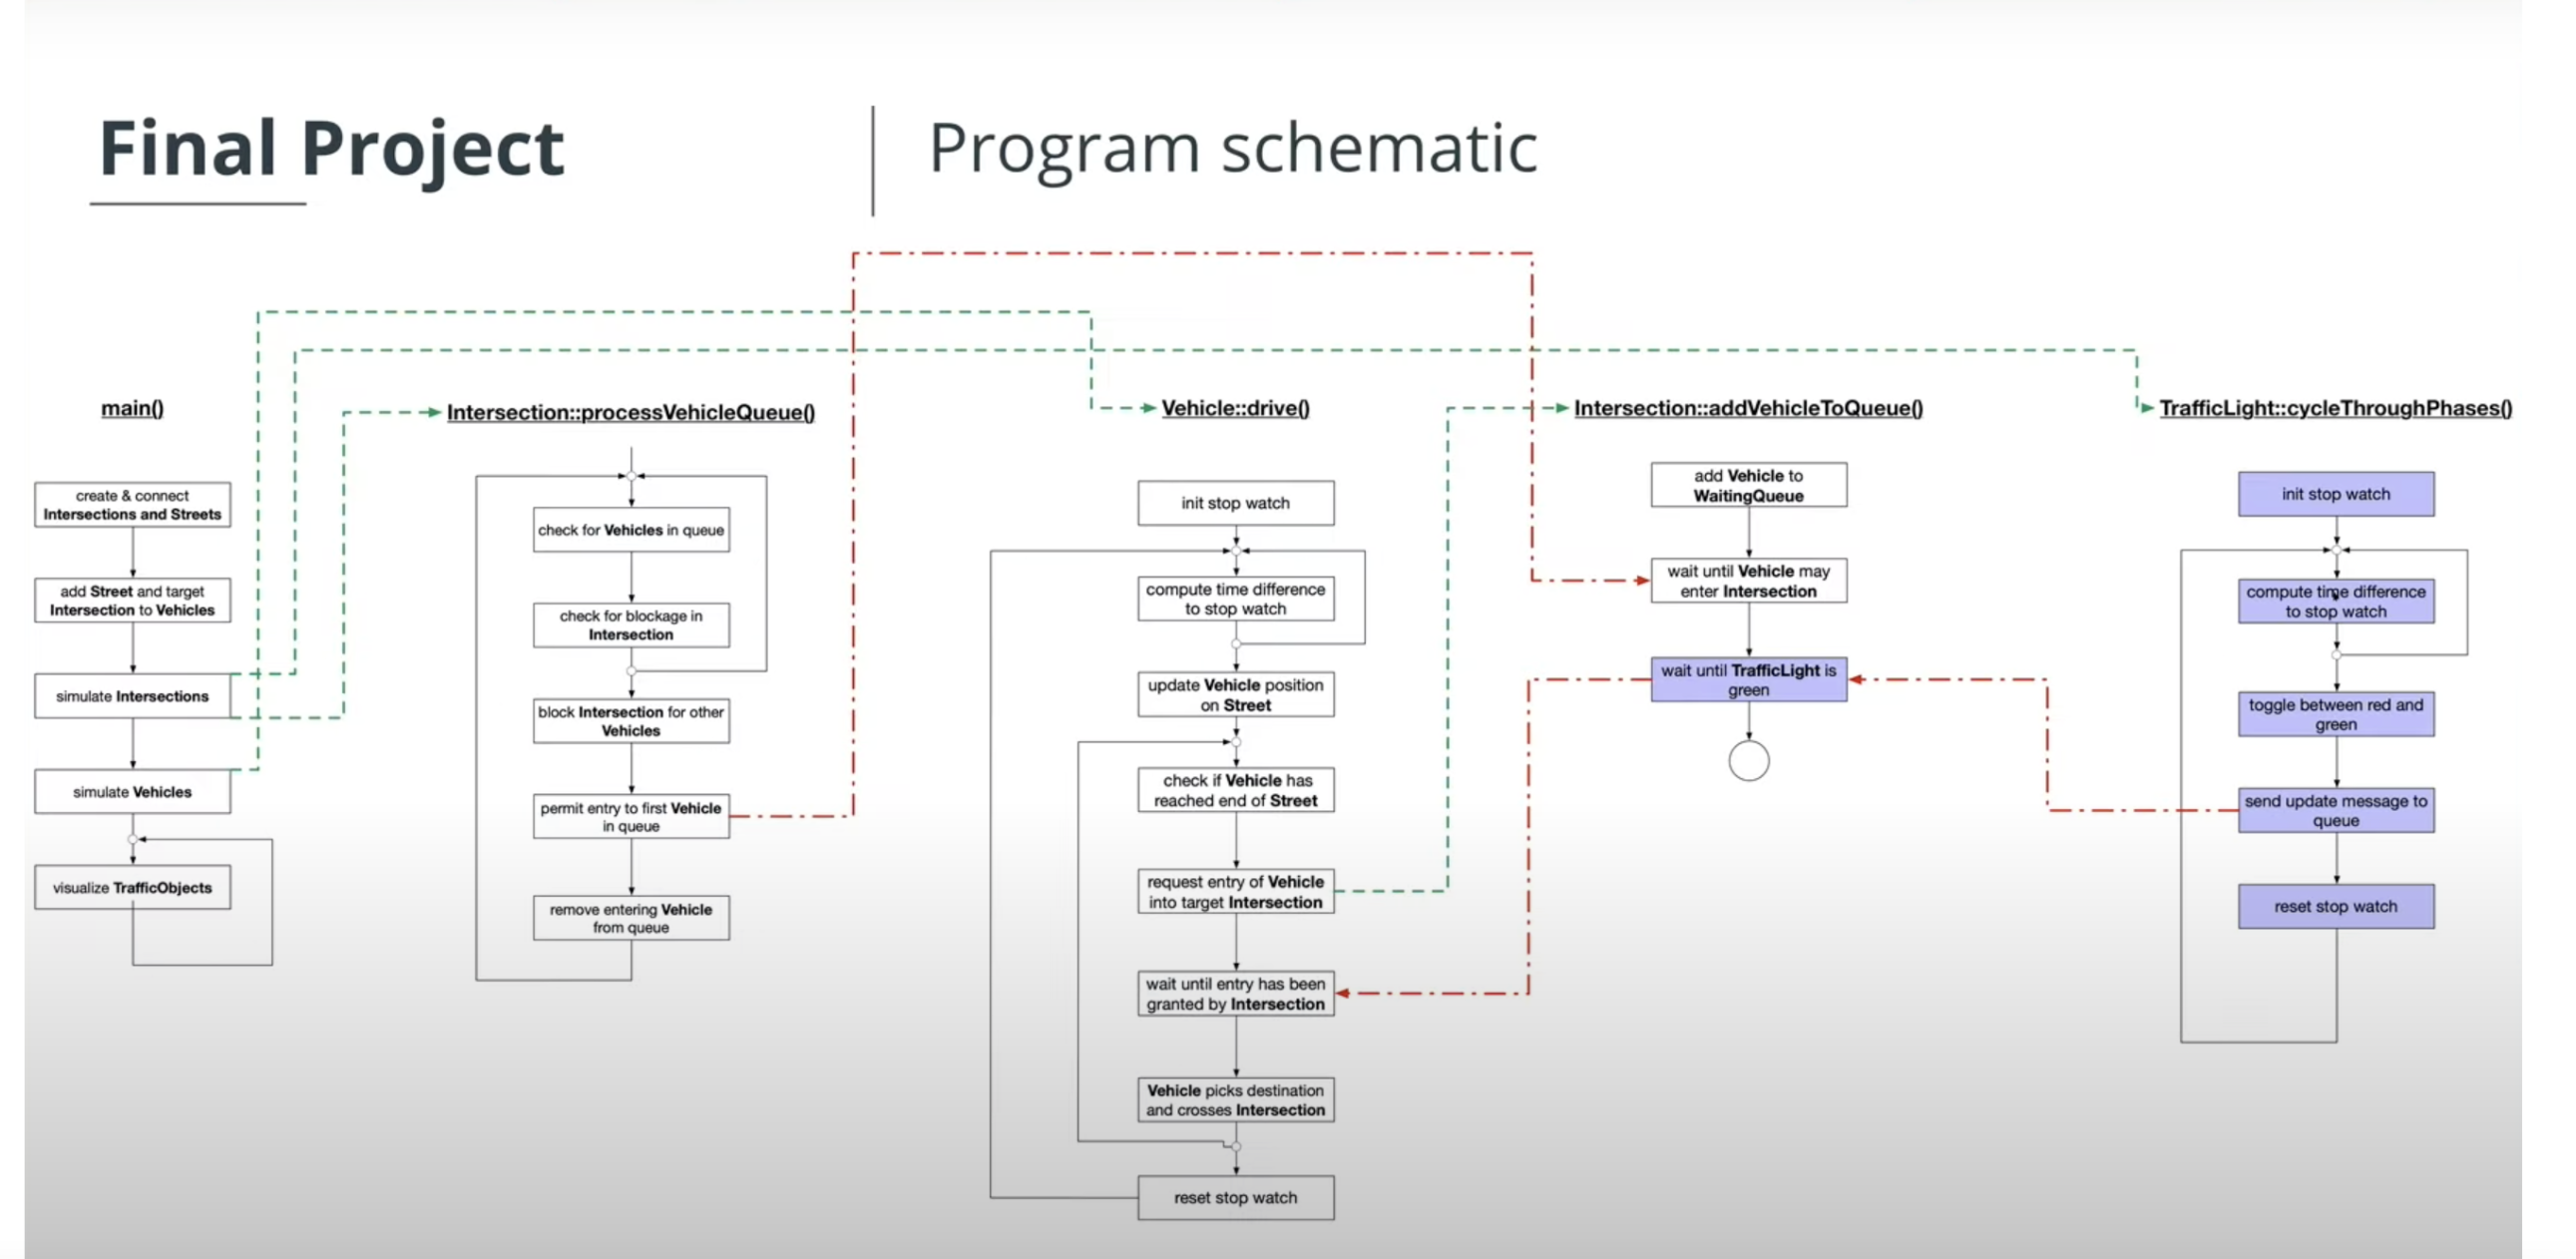 Final Project
Program schematic
main()
create & connect
Intersections and Streets
add Street and target
Intersection to Vehicles
simulate Intersections
simulate Vehicles
visualize TrafficObjects
Intersection::processVehicleQueue()
check for Vehicles in queue
check for blockage in
Intersection
block Intersection for other
Vehicles
permit entry to first Vehicle
in queue
remove entering Vehicle
from queue
Vehicle::drive()
init stop watch
compute time difference
to stop watch
update Vehicle position
on Street
check if Vehicle has
reached end of Street
request entry of Vehicle
into target Intersection
wait until entry has been
granted by Intersection
Vehicle picks destination
and crosses Intersection
reset stop watch
Intersection::addVehicleToQueue()
add Vehicle to
WaitingQueue
wait until Vehicle may
enter Intersection
wait until TrafficLight is
green
TrafficLight::cycleThroughPhases()
init stop watch
compute time difference
to stop watch
toggle between red and
green
send update message to
queue
reset stop watch